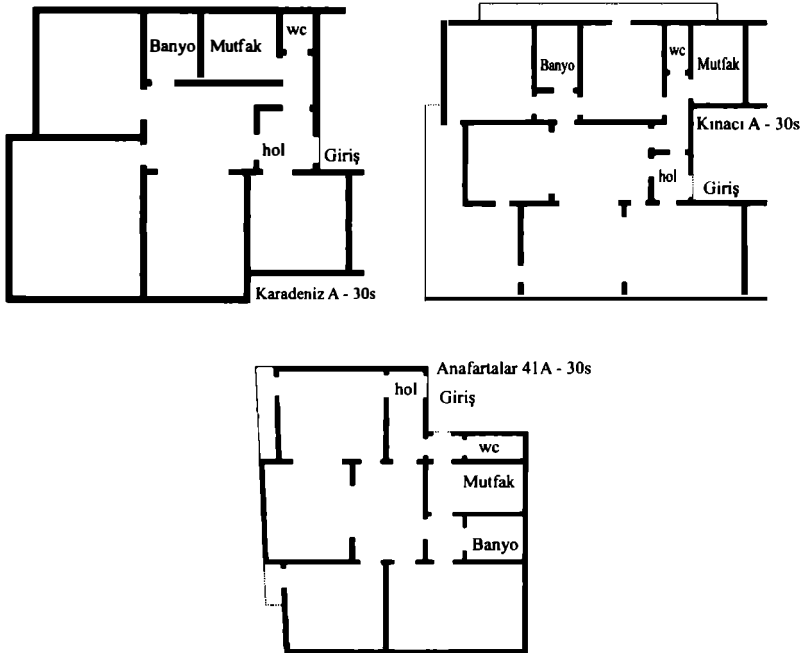 Banyo
Mutfak
wc
hol
Giriş
Karadeniz A - 30s
Banyo
wc
Mutfak
Kınacı A - 30s
hol
Giriş
Anafartalar 41A - 30s
hol
Giriş
wc
Mutfak
Banyo